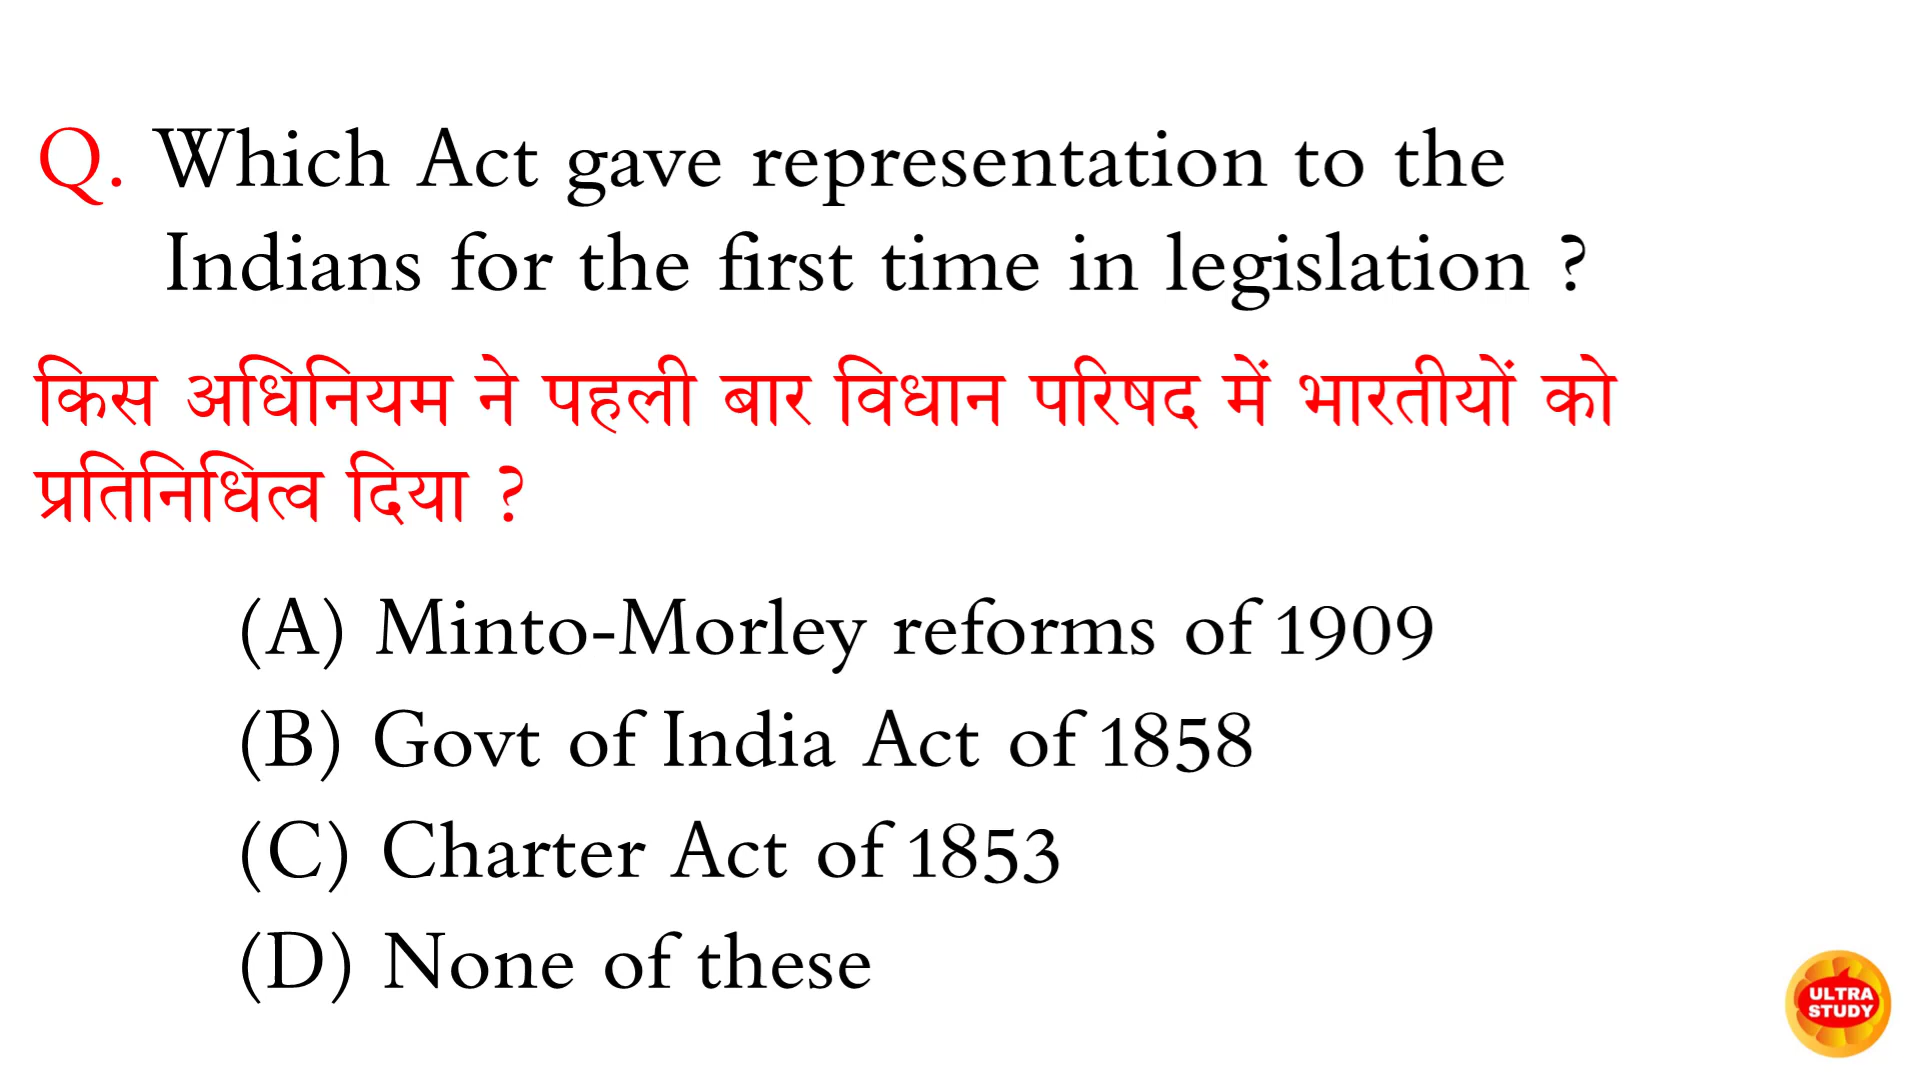 Q. Which Act gave representation to the
Indians for the first time in legislation ?
किस अधिनियम ने पहली बार विधान परिषद में भारतीयों को
प्रतिनिधित्व दिया ?
(A) Minto-Morley reforms of 1909
(B) Govt of India Act of 1858
(C) Charter Act of 1853
(D) None of these
ULTRA
STUDY